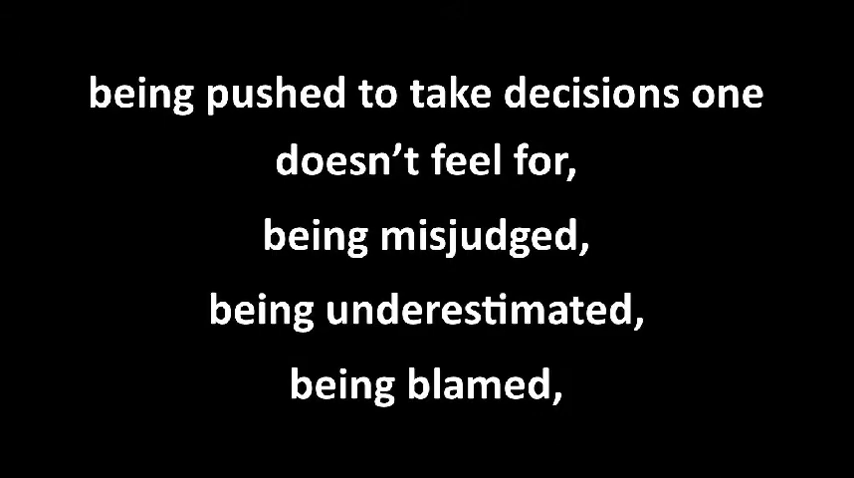 being pushed to take decisions one
doesn’t feel for,
being misjudged,
being underestimated,
being blamed,